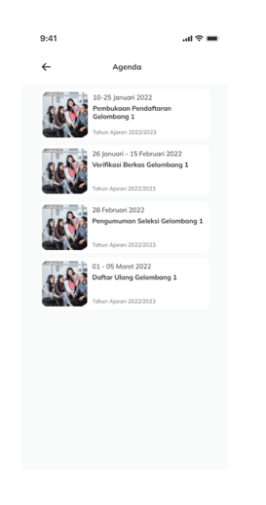 9:41
Agenda
10-25 Januari 2022
Pembukaan Pendaftaran
Gelombang 1
Tahun Ajaran 2022/2023
26 Januari - 15 Februari 2022
Verifikasi Berkas Gelombang 1
Tahun Ajaran 2022/2023
28 Februari 2022
Pengumuman Seleksi Gelombang 1
Tahun Ajaran 2022/2023
01 - 05 Maret 2022
Daftar Ulang Gelombang 1
Tahun Ajaran 2022/2023